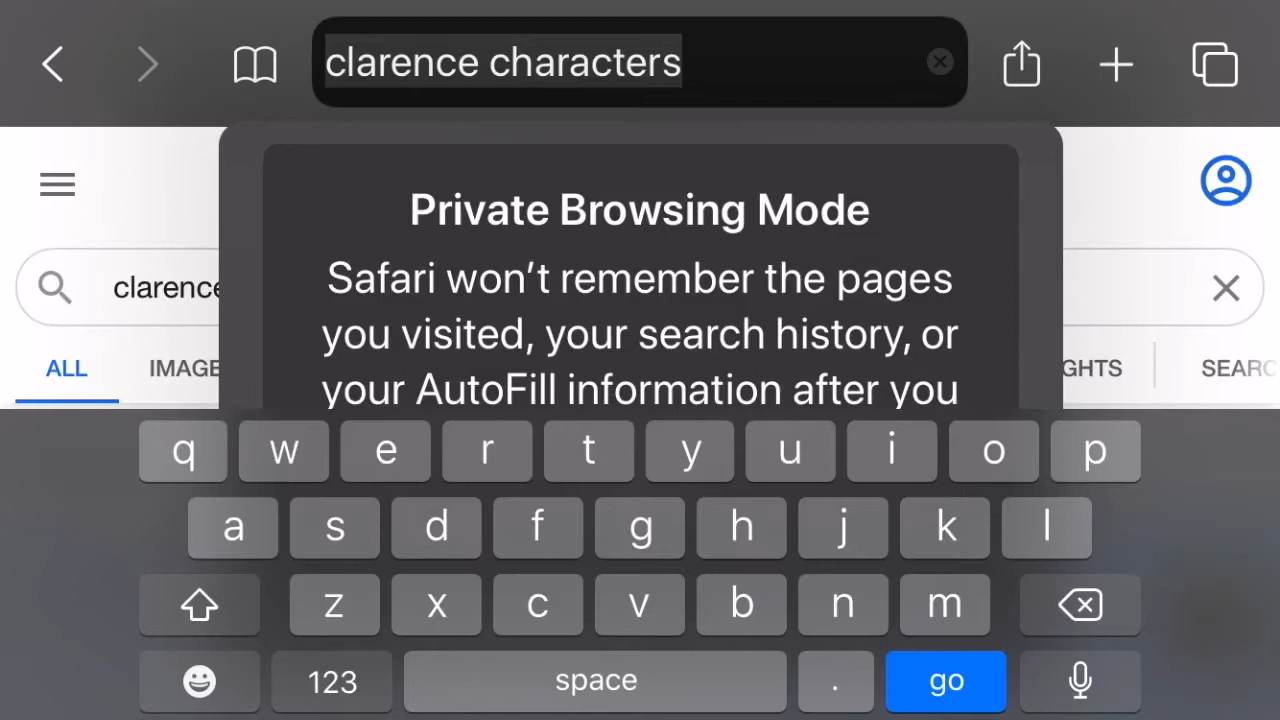 clarence characters
Private Browsing Mode
Safari won't remember the pages
you visited, your search history, or
your AutoFill information after you
clarence
ALL IMAGE GHTS SEARC
q w e r t y u i o p
a s d f g h j k l
z x c v b n m
123 space . go